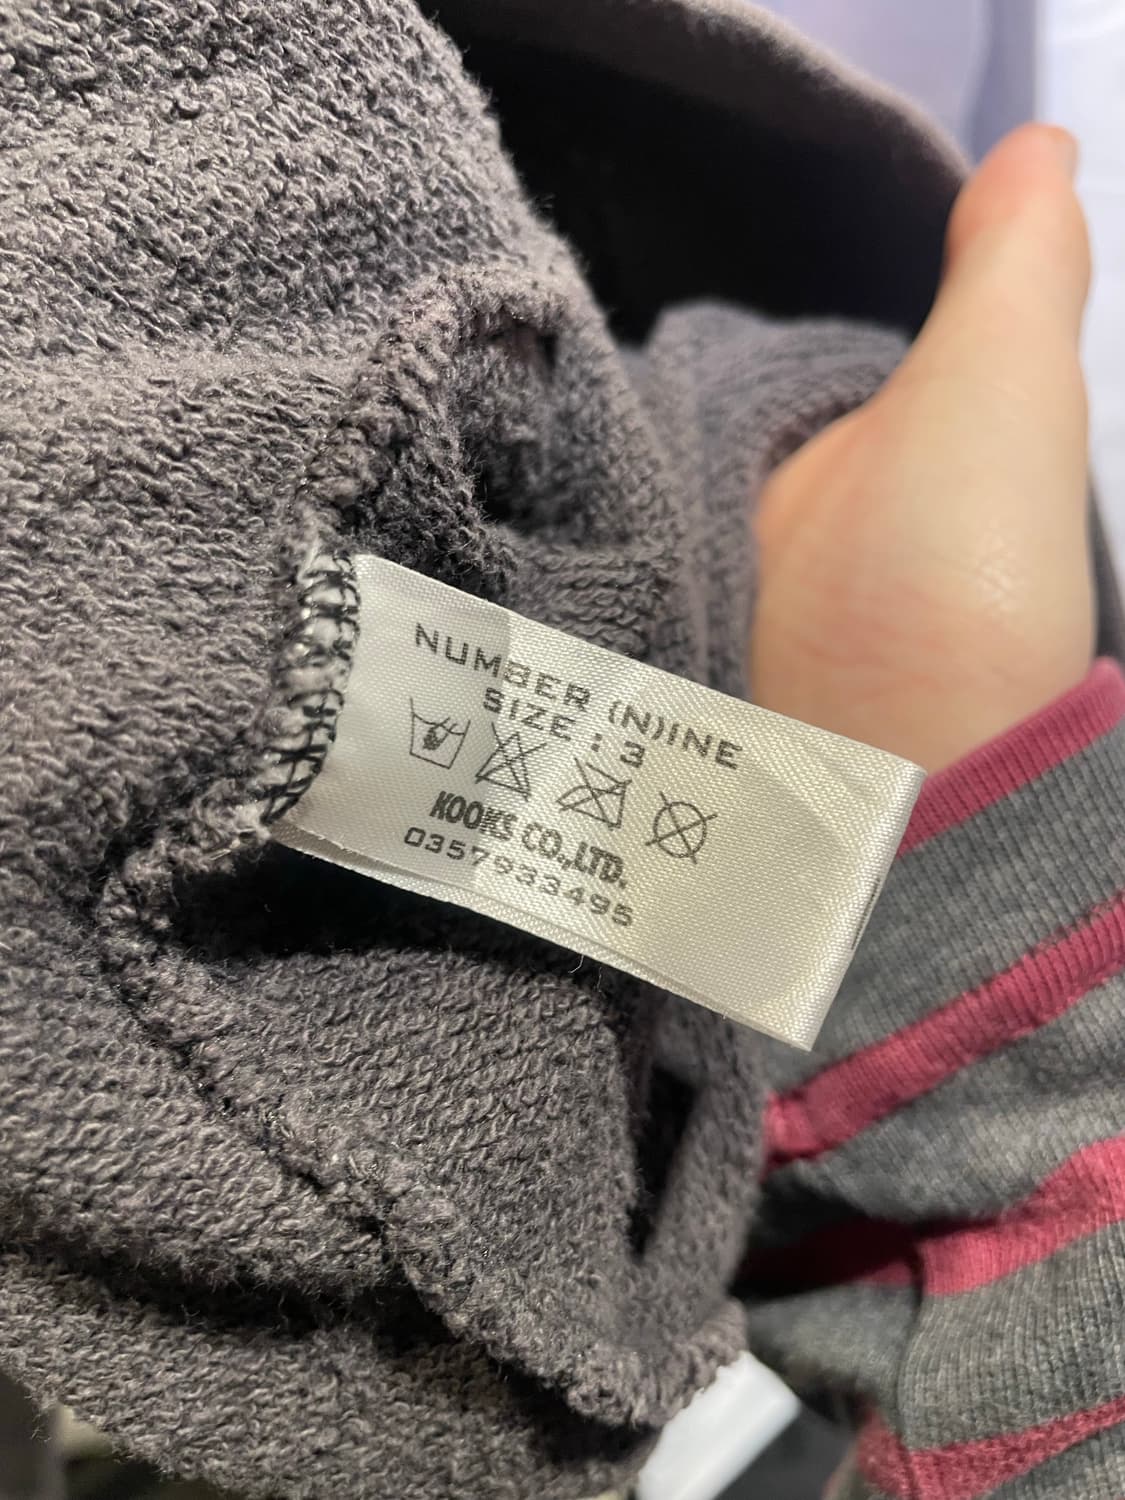 NUMBER (N)INE
SIZE : 3
KOOKS CO.,LTD.
0357933495